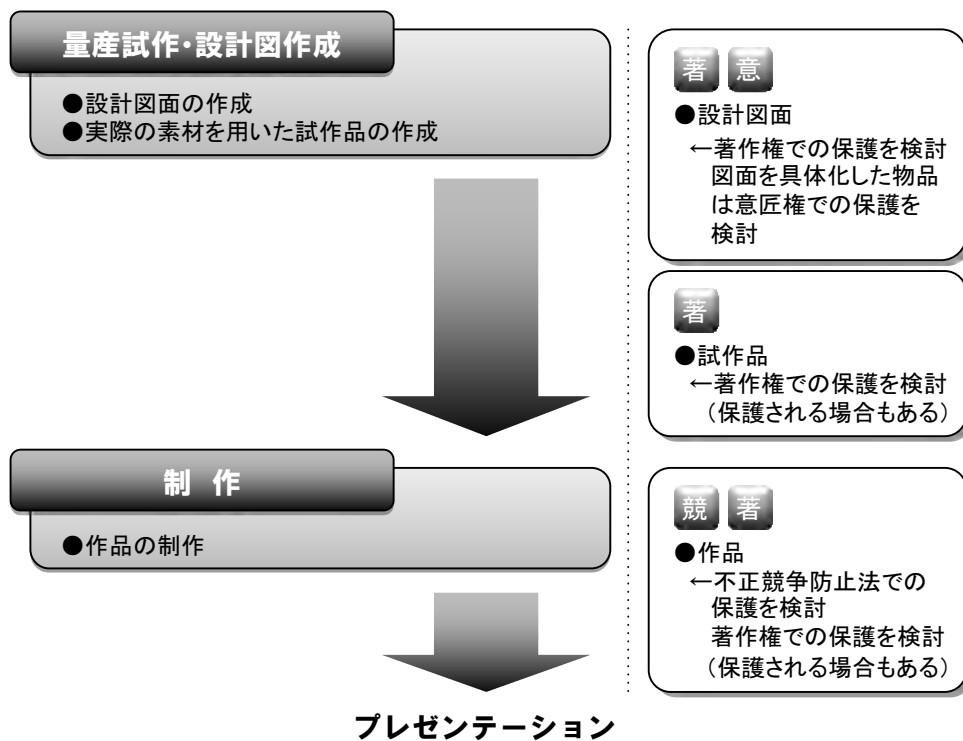 量産試作・設計図作成
●設計図面の作成
●実際の素材を用いた試作品の作成
著 意
●設計図面
←著作権での保護を検討
図面を具体化した物品
は意匠権での保護を
検討
著
●試作品
←著作権での保護を検討
（保護される場合もある）
制 作
●作品の制作
競 著
●作品
←不正競争防止法での
保護を検討
著作権での保護を検討
（保護される場合もある）
プレゼンテーション